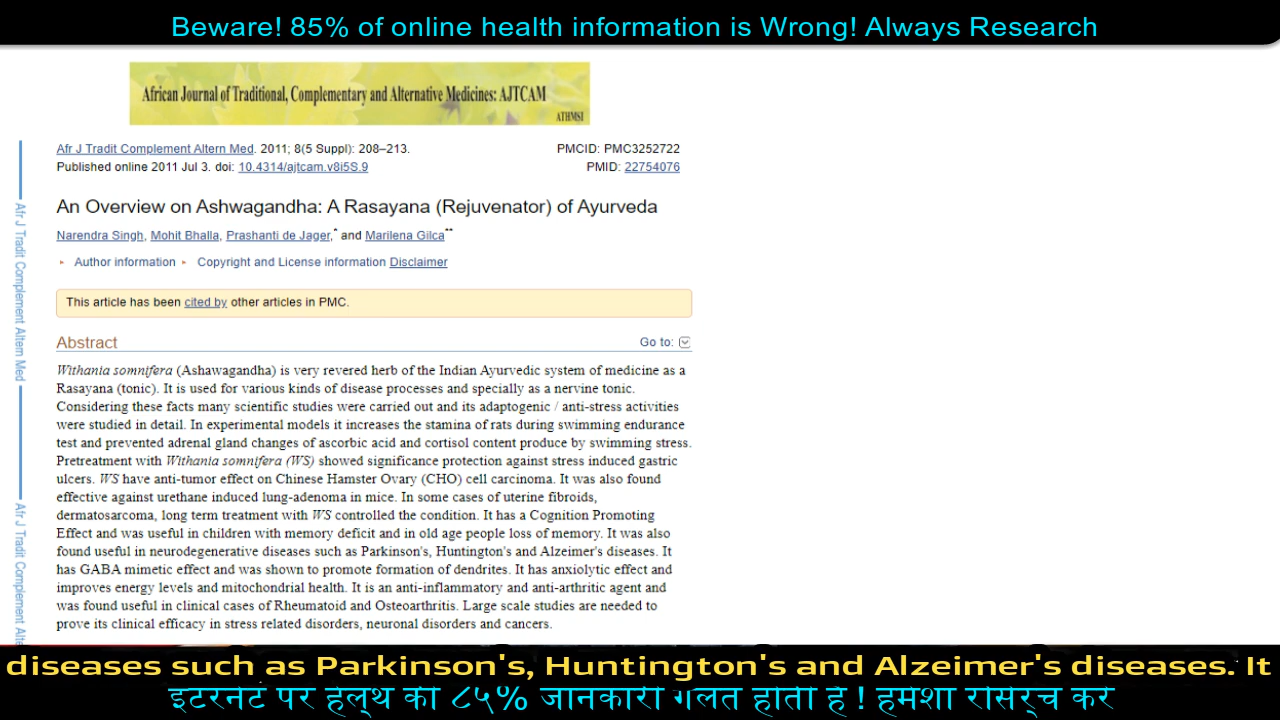 Beware! 85% of online health information is Wrong! Always Research
African Journal of Traditional, Complementary and Alternative Medicines: AJTCAM
ATHMSI
Afr J Tradit Complement Altern Med. 2011; 8(5 Suppl): 208–213. PMCID: PMC3252722
Published online 2011 Jul 3. doi: 10.4314/ajtcam.v8i5S.9 PMID: 22754076
An Overview on Ashwagandha: A Rasayana (Rejuvenator) of Ayurveda
Narendra Singh, Mohit Bhalla, Prashanti de Jager,* and Marilena Gilca**
Author information Copyright and License information Disclaimer
This article has been cited by other articles in PMC.
Abstract Go to:
Withania somnifera (Ashawagandha) is very revered herb of the Indian Ayurvedic system of medicine as a
Rasayana (tonic). It is used for various kinds of disease processes and specially as a nervine tonic.
Considering these facts many scientific studies were carried out and its adaptogenic / anti-stress activities
were studied in detail. In experimental models it increases the stamina of rats during swimming endurance
test and prevented adrenal gland changes of ascorbic acid and cortisol content produce by swimming stress.
Pretreatment with Withania somnifera (WS) showed significance protection against stress induced gastric
ulcers. WS have anti-tumor effect on Chinese Hamster Ovary (CHO) cell carcinoma. It was also found
effective against urethane induced lung-adenoma in mice. In some cases of uterine fibroids,
dermatosarcoma, long term treatment with WS controlled the condition. It has a Cognition Promoting
Effect and was useful in children with memory deficit and in old age people loss of memory. It was also
found useful in neurodegenerative diseases such as Parkinson's, Huntington's and Alzeimer's diseases. It
has GABA mimetic effect and was shown to promote formation of dendrites. It has anxiolytic effect and
improves energy levels and mitochondrial health. It is an anti-inflammatory and anti-arthritic agent and
was found useful in clinical cases of Rheumatoid and Osteoarthritis. Large scale studies are needed to
prove its clinical efficacy in stress related disorders, neuronal disorders and cancers.
Afr J Tradit Complement Altern Med
Afr J Tradit Complement Alte
diseases such as Parkinson's, Huntington's and Alzeimer's diseases. It
इंटरनेट पर हेल्थ की ८५% जानकारी गलत होती है ! हमेशा रीसर्च करें